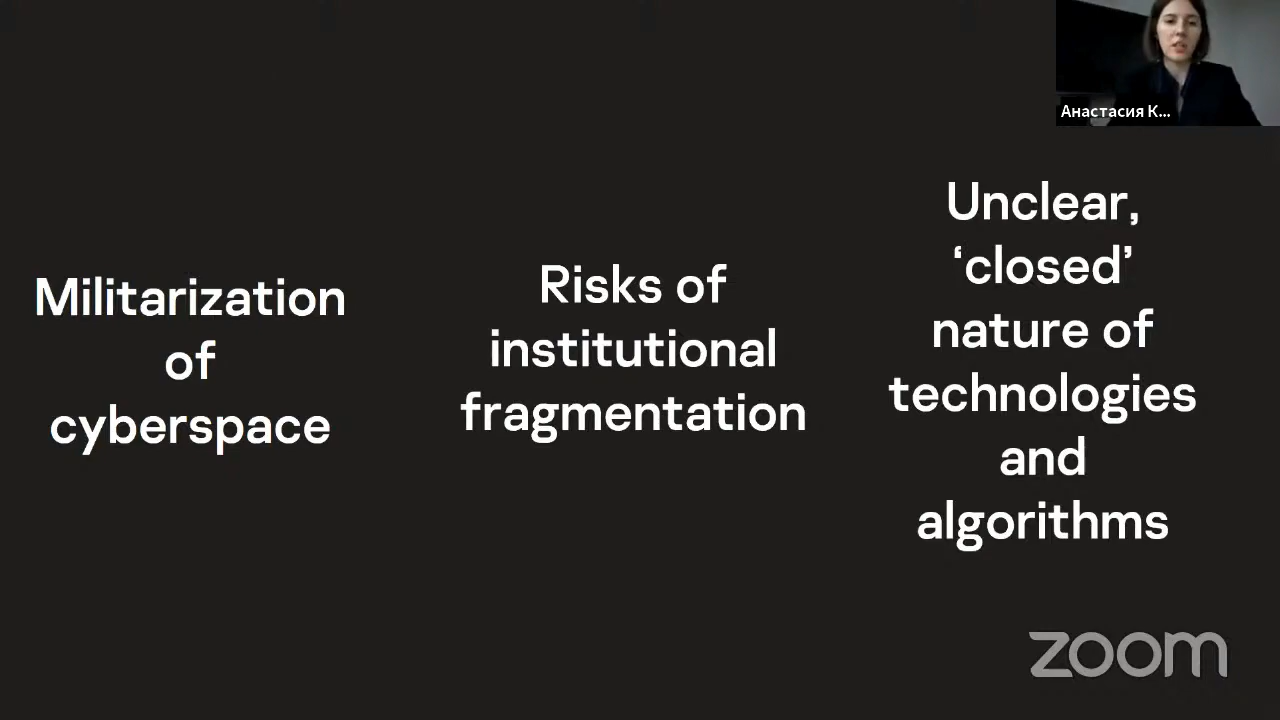 Анастасия К...
Militarization
of
cyberspace
Risks of
institutional
fragmentation
Unclear,
‘closed’
nature of
technologies
and
algorithms
zoom